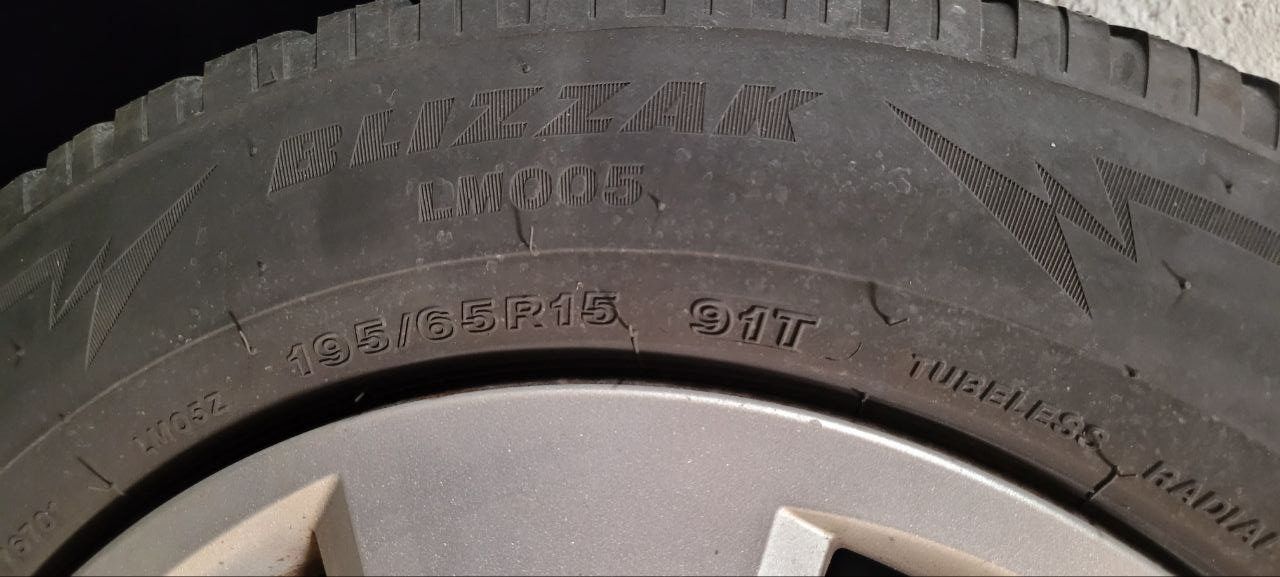 BLIZZAK
LM005
195/65R15 91T
TUBELESS
RADIAL
LM05Z